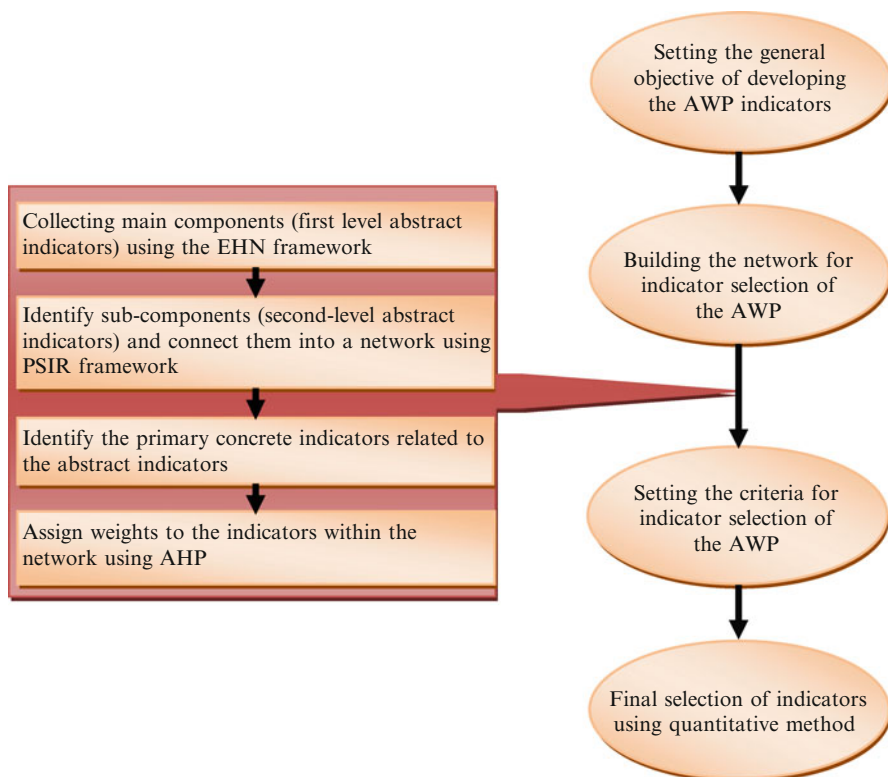 Setting the general
objective of developing
the AWP indicators
Building the network for
indicator selection of
the AWP
Collecting main components (first level abstract
indicators) using the EHN framework
Identify sub-components (second-level abstract
indicators) and connect them into a network using
PSIR framework
Identify the primary concrete indicators related to
the abstract indicators
Assign weights to the indicators within the
network using AHP
Setting the criteria for
indicator selection of
the AWP
Final selection of indicators
using quantitative method